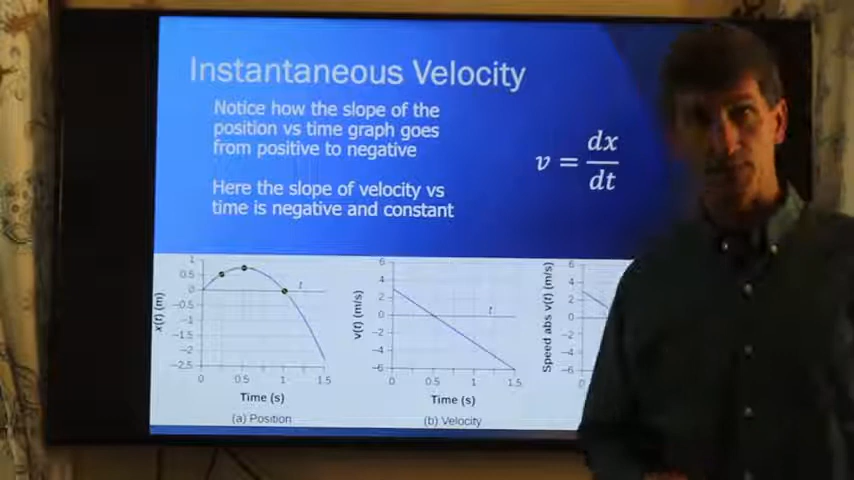 Instantaneous Velocity
Notice how the slope of the
position vs time graph goes
from positive to negative
Here the slope of velocity vs
time is negative and constant
v = dx/dt
x(t) (m)
1
0.5
0
−0.5
−1
−1.5
−2
−2.5
t
0
0.5
1
1.5
Time (s)
(a) Position
v(t) (m/s)
6
4
2
0
−2
−4
−6
t
0
0.5
1
1.5
Time (s)
(b) Velocity
Speed abs v(t) (m/s)
6
4
2
0
−2
−4
−6
0